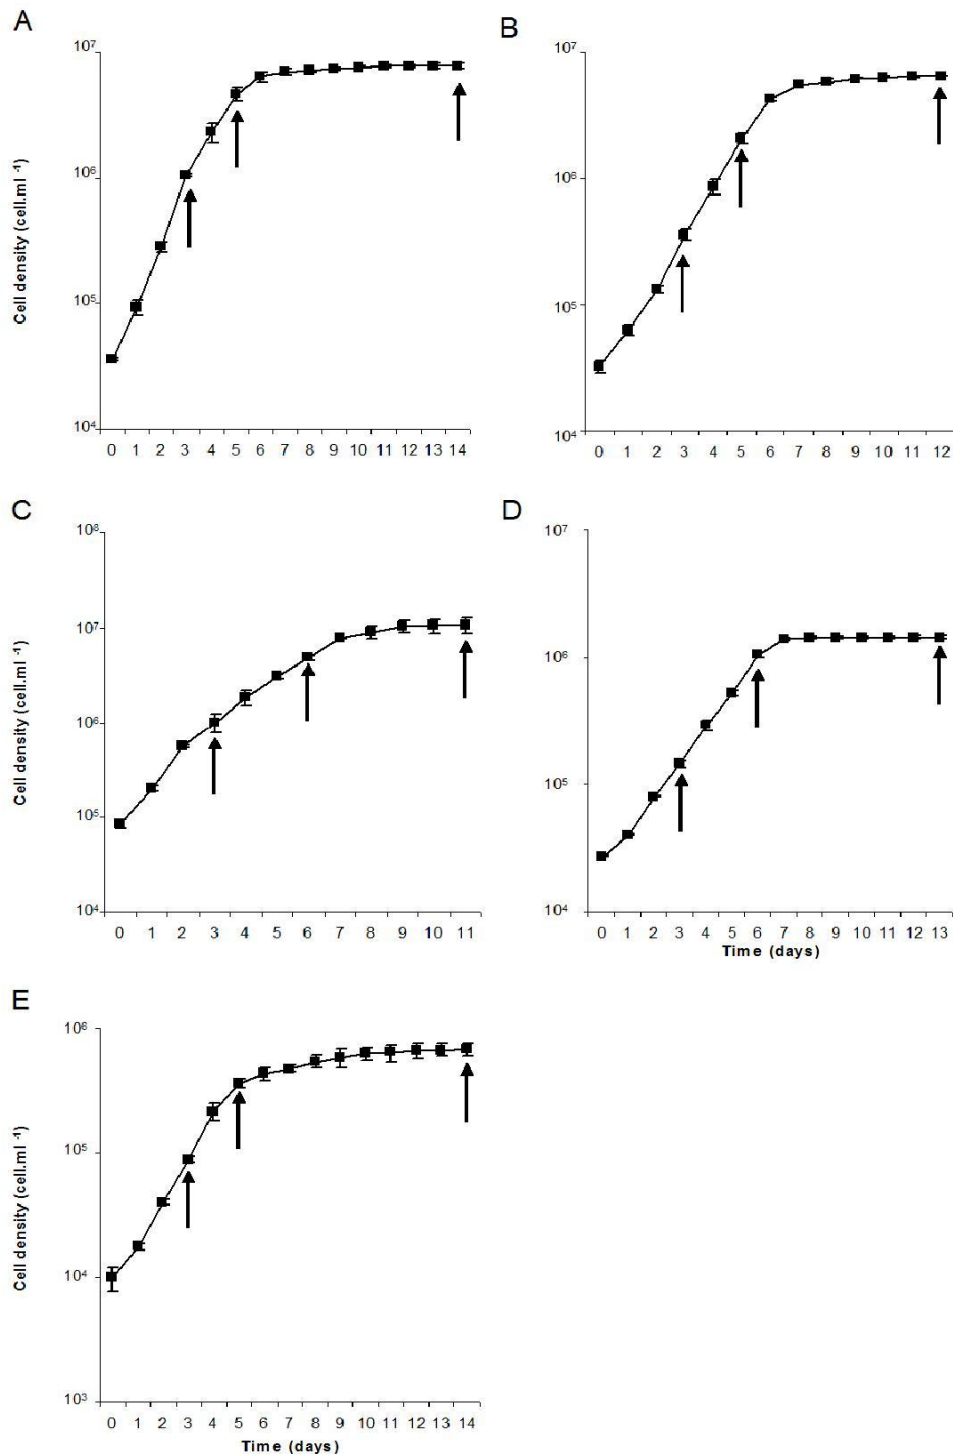 A
Cell density (cell.ml -1)
10⁷
10⁶
10⁵
10⁴
0 1 2 3 4 5 6 7 8 9 10 11 12 13 14
B
10⁷
10⁶
10⁵
10⁴
0 1 2 3 4 5 6 7 8 9 10 11 12
C
Cell density (cell.ml -1)
10⁸
10⁷
10⁶
10⁵
10⁴
0 1 2 3 4 5 6 7 8 9 10 11
D
10⁷
10⁶
10⁵
10⁴
0 1 2 3 4 5 6 7 8 9 10 11 12 13
Time (days)
E
Cell density (cell.ml -1)
10⁶
10⁵
10⁴
10³
0 1 2 3 4 5 6 7 8 9 10 11 12 13 14
Time (days)